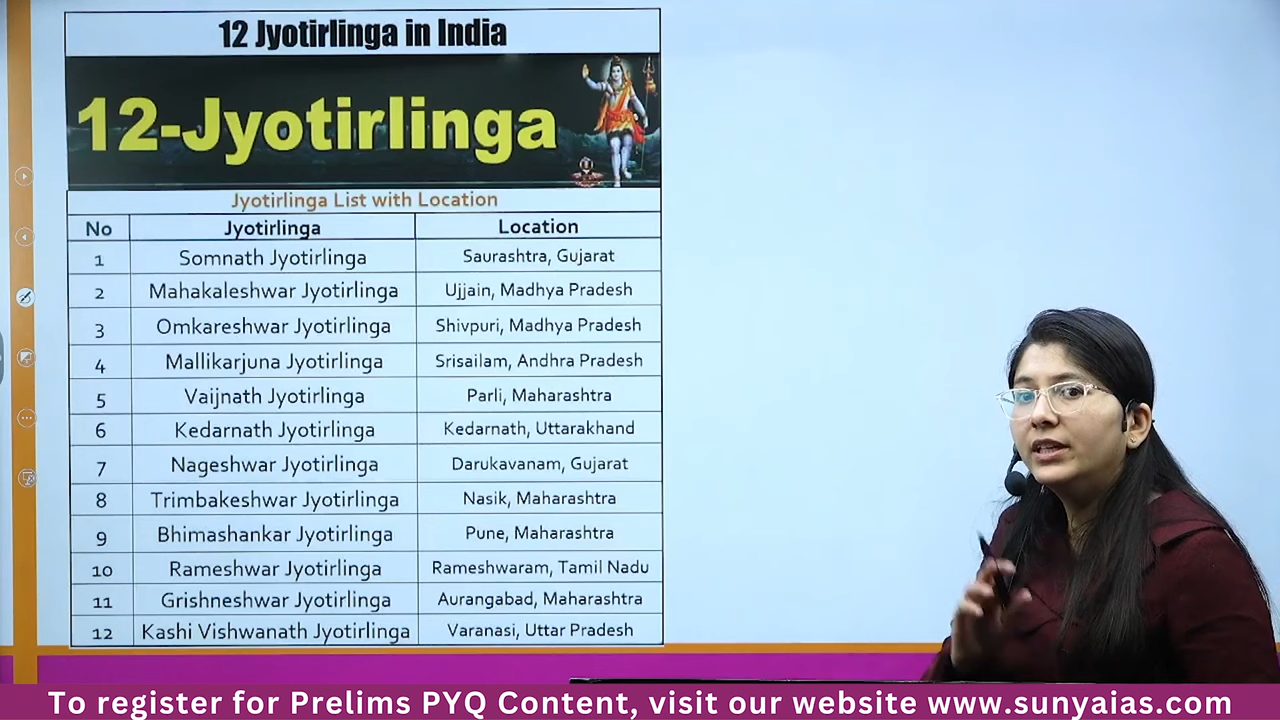 12 Jyotirlinga in India
12-Jyotirlinga
Jyotirlinga List with Location
No Jyotirlinga Location
1 Somnath Jyotirlinga Saurashtra, Gujarat
2 Mahakaleshwar Jyotirlinga Ujjain, Madhya Pradesh
3 Omkareshwar Jyotirlinga Shivpuri, Madhya Pradesh
4 Mallikarjuna Jyotirlinga Srisailam, Andhra Pradesh
5 Vaijnath Jyotirlinga Parli, Maharashtra
6 Kedarnath Jyotirlinga Kedarnath, Uttarakhand
7 Nageshwar Jyotirlinga Darukavanam, Gujarat
8 Trimbakeshwar Jyotirlinga Nasik, Maharashtra
9 Bhimashankar Jyotirlinga Pune, Maharashtra
10 Rameshwar Jyotirlinga Rameshwaram, Tamil Nadu
11 Grishneshwar Jyotirlinga Aurangabad, Maharashtra
12 Kashi Vishwanath Jyotirlinga Varanasi, Uttar Pradesh
To register for Prelims PYQ Content, visit our website www.sunyaias.com